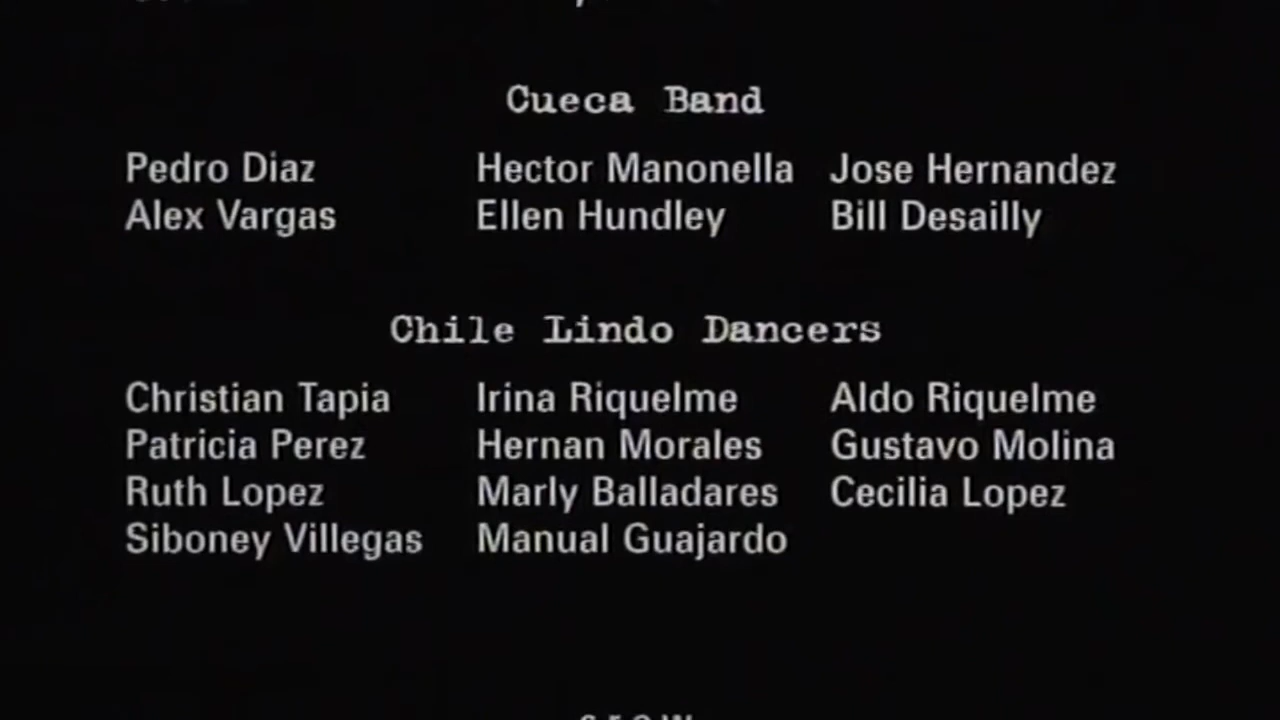 Cueca Band
Pedro Diaz Hector Manonella Jose Hernandez
Alex Vargas Ellen Hundley Bill Desailly
Chile Lindo Dancers
Christian Tapia Irina Riquelme Aldo Riquelme
Patricia Perez Hernan Morales Gustavo Molina
Ruth Lopez Marly Balladares Cecilia Lopez
Siboney Villegas Manual Guajardo